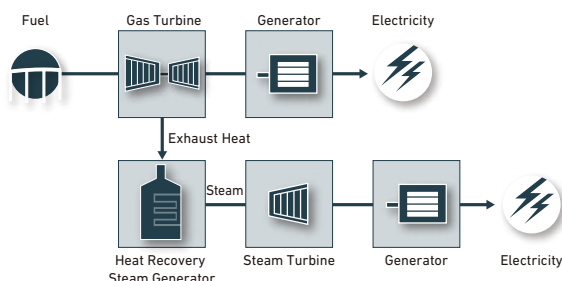 Fuel
Gas Turbine
Generator
Electricity
Exhaust Heat
Steam
Heat Recovery
Steam Generator
Steam Turbine
Generator
Electricity